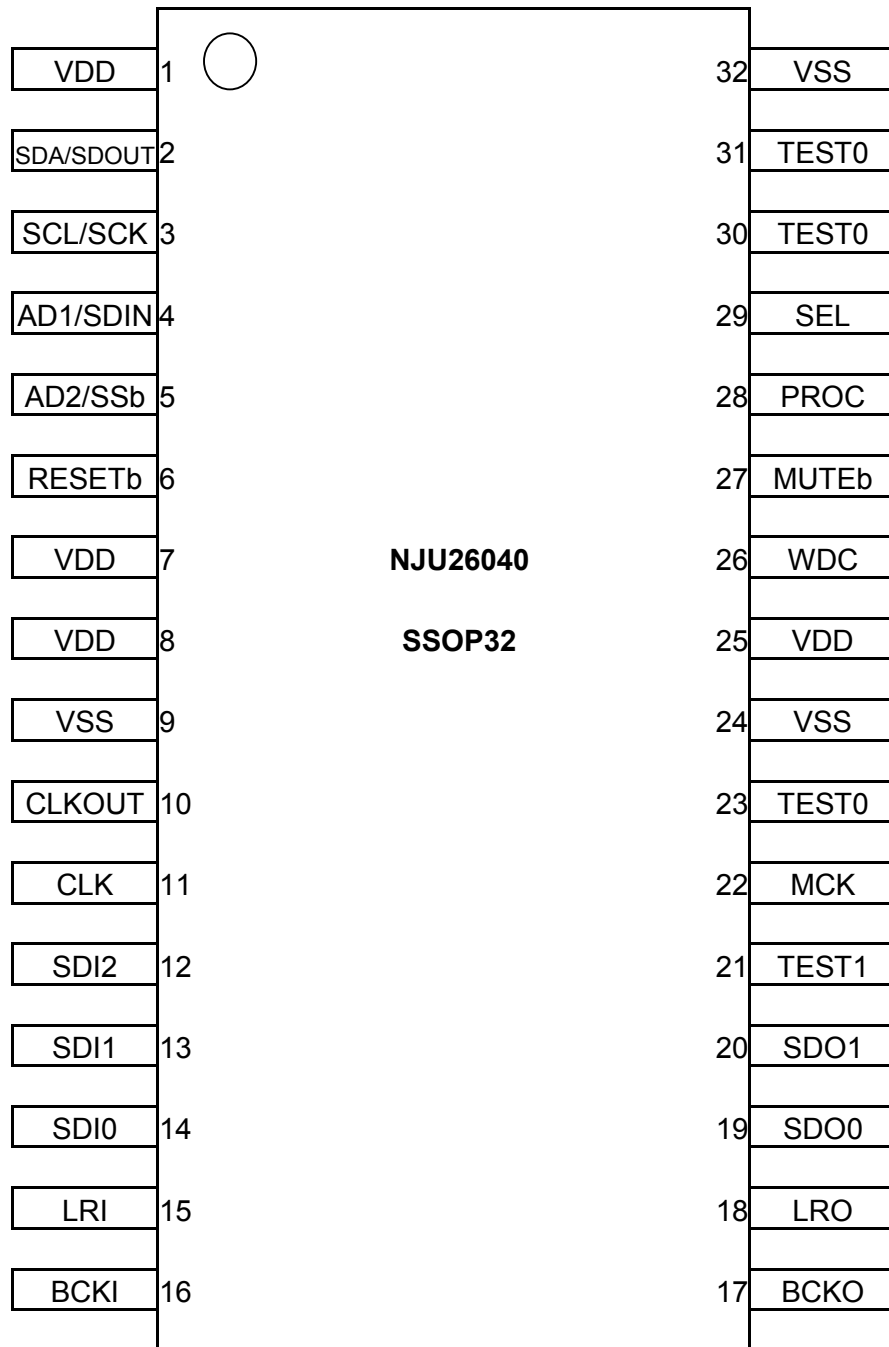 VDD 1 32 VSS
SDA/SDOUT 2 31 TEST0
SCL/SCK 3 30 TEST0
AD1/SDIN 4 29 SEL
AD2/SSb 5 28 PROC
RESETb 6 27 MUTEb
VDD 7 NJU26040 26 WDC
VDD 8 SSOP32 25 VDD
VSS 9 24 VSS
CLKOUT 10 23 TEST0
CLK 11 22 MCK
SDI2 12 21 TEST1
SDI1 13 20 SDO1
SDI0 14 19 SDO0
LRI 15 18 LRO
BCKI 16 17 BCKO